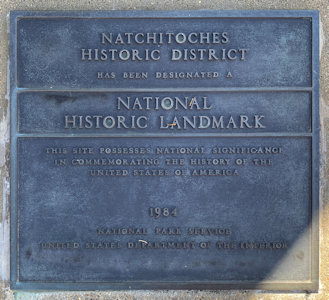 NATCHITOCHES
HISTORIC DISTRICT
HAS BEEN DESIGNATED A
NATIONAL
HISTORIC LANDMARK
THIS SITE POSSESSES NATIONAL SIGNIFICANCE
IN COMMEMORATING THE HISTORY OF THE
UNITED STATES OF AMERICA
1984
NATIONAL PARK SERVICE
UNITED STATES DEPARTMENT OF THE INTERIOR